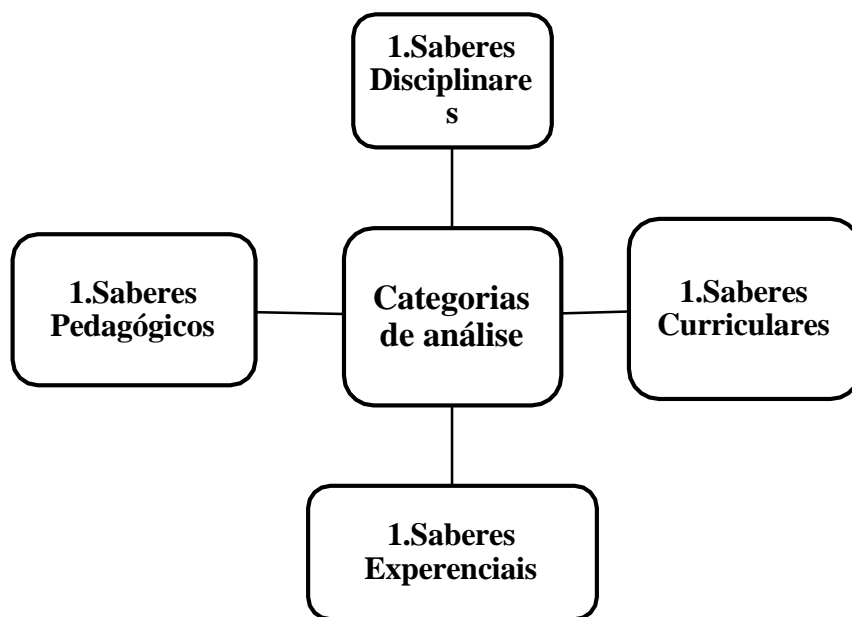 1.Saberes
Disciplinare
s
1.Saberes
Pedagógicos
Categorias
de análise
1.Saberes
Curriculares
1.Saberes
Experenciais